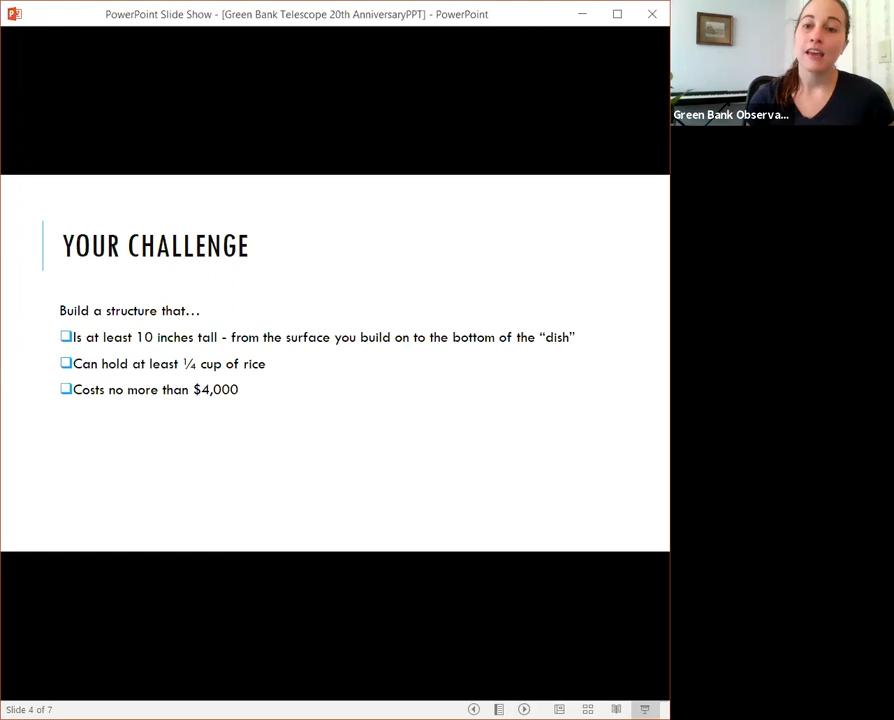 PowerPoint Slide Show - [Green Bank Telescope 20th AnniversaryPPT] - PowerPoint
Green Bank Observa...
YOUR CHALLENGE
Build a structure that...
Is at least 10 inches tall - from the surface you build on to the bottom of the “dish”
Can hold at least ¼ cup of rice
Costs no more than $4,000
Slide 4 of 7